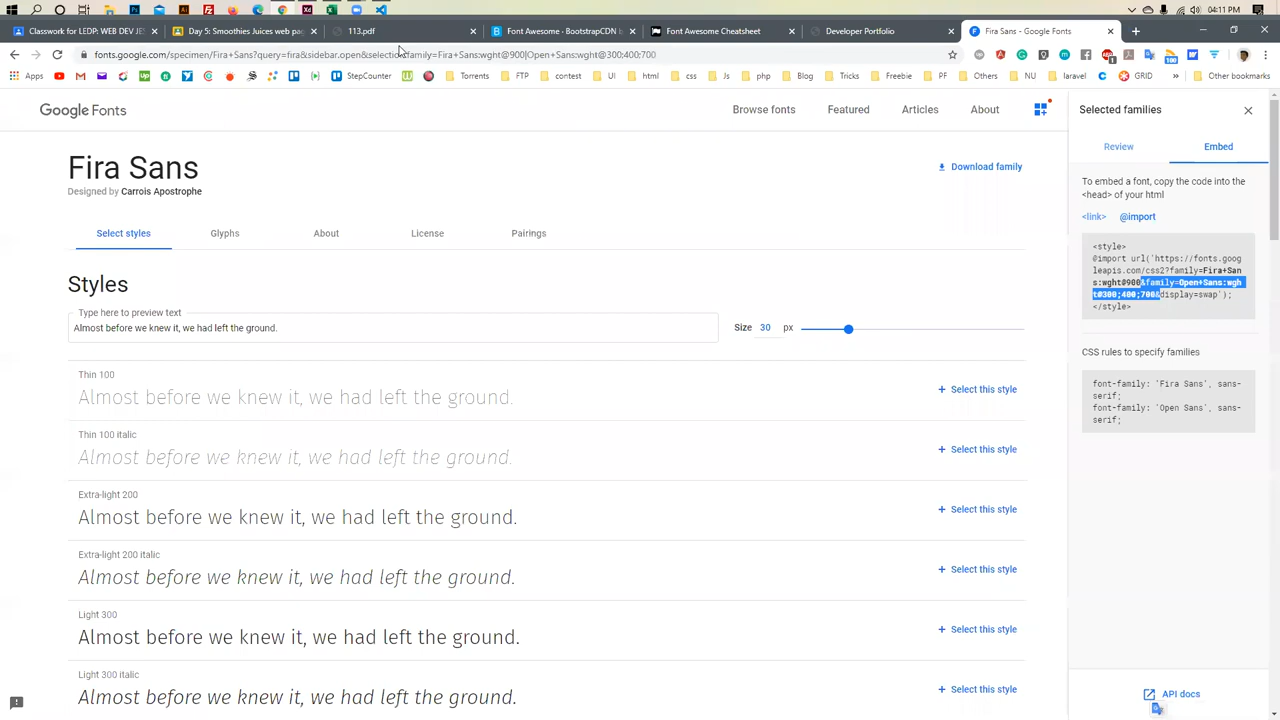 04:11 PM
Classwork for LEDP: WEB DEV JES
Day 5: Smoothies Juices web pag
113.pdf
Font Awesome · BootstrapCDN b
Font Awesome Cheatsheet
Developer Portfolio
Fira Sans - Google Fonts
fonts.google.com/specimen/Fira+Sans?query=fira&sidebar.open&selection.family=Fira+Sans:wght@900|Open+Sans:wght@300;400;700
Apps
StepCounter
Torrents
FTP
contest
UI
html
css
Js
php
Blog
Tricks
Freebie
PF
Others
NU
laravel
GRID
»
Other bookmarks
Google Fonts
Browse fonts
Featured
Articles
About
Selected families
Fira Sans
Designed by Carrois Apostrophe
Download family
Review
Embed
To embed a font, copy the code into the
<head> of your html
<link>
@import
Select styles
Glyphs
About
License
Pairings
<style>
@import url('https://fonts.goo
gleapis.com/css2?family=Fira+San
s:wght@900&family=Open+Sans:wgh
t@300;400;700&display=swap');
</style>
Styles
Type here to preview text
Almost before we knew it, we had left the ground.
Size 30 px
CSS rules to specify families
font-family: 'Fira Sans', sans-
serif;
font-family: 'Open Sans', sans-
serif;
Thin 100
Almost before we knew it, we had left the ground.
+ Select this style
Thin 100 italic
Almost before we knew it, we had left the ground.
+ Select this style
Extra-light 200
Almost before we knew it, we had left the ground.
+ Select this style
Extra-light 200 italic
Almost before we knew it, we had left the ground.
+ Select this style
Light 300
Almost before we knew it, we had left the ground.
+ Select this style
Light 300 italic
Almost before we knew it, we had left the ground.
+ Select this style
API docs